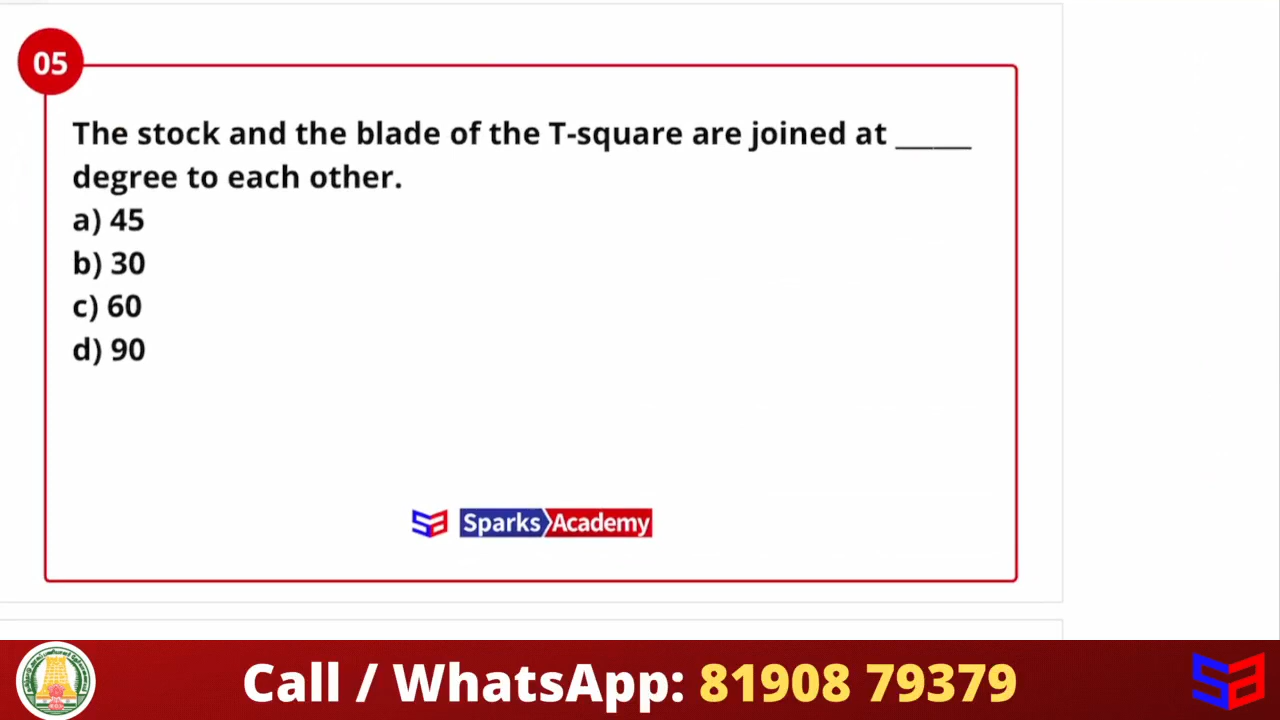 05
The stock and the blade of the T-square are joined at _____
degree to each other.
a) 45
b) 30
c) 60
d) 90
Sparks Academy
Call / WhatsApp: 81908 79379